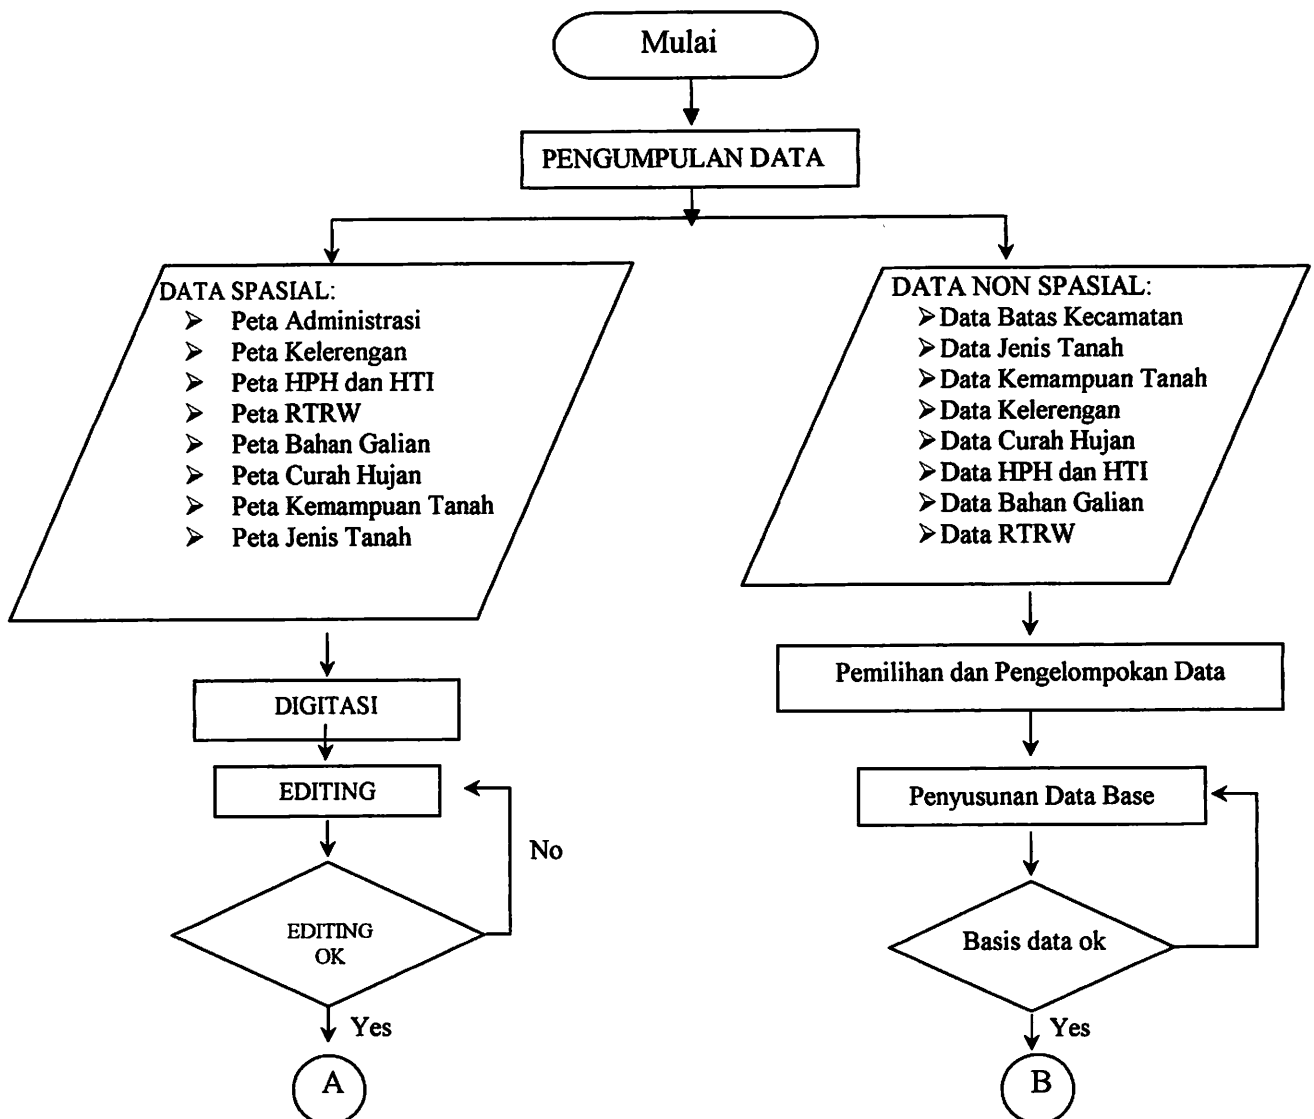 Mulai
PENGUMPULAN DATA
DATA SPASIAL:
➢ Peta Administrasi
➢ Peta Kelerengan
➢ Peta HPH dan HTI
➢ Peta RTRW
➢ Peta Bahan Galian
➢ Peta Curah Hujan
➢ Peta Kemampuan Tanah
➢ Peta Jenis Tanah
DIGITASI
EDITING
No
EDITING
OK
Yes
A
DATA NON SPASIAL:
➢ Data Batas Kecamatan
➢ Data Jenis Tanah
➢ Data Kemampuan Tanah
➢ Data Kelerengan
➢ Data Curah Hujan
➢ Data HPH dan HTI
➢ Data Bahan Galian
➢ Data RTRW
Pemilihan dan Pengelompokan Data
Penyusunan Data Base
Basis data ok
Yes
B